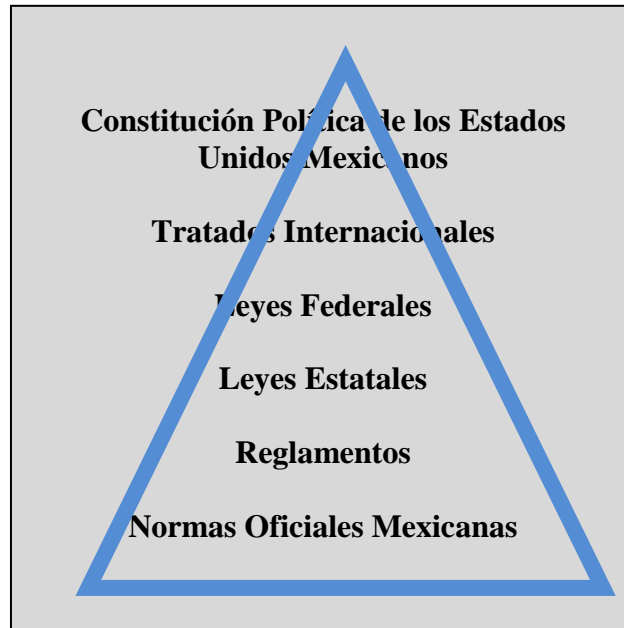 Constitución Política de los Estados
Unidos Mexicanos
Tratados Internacionales
Leyes Federales
Leyes Estatales
Reglamentos
Normas Oficiales Mexicanas